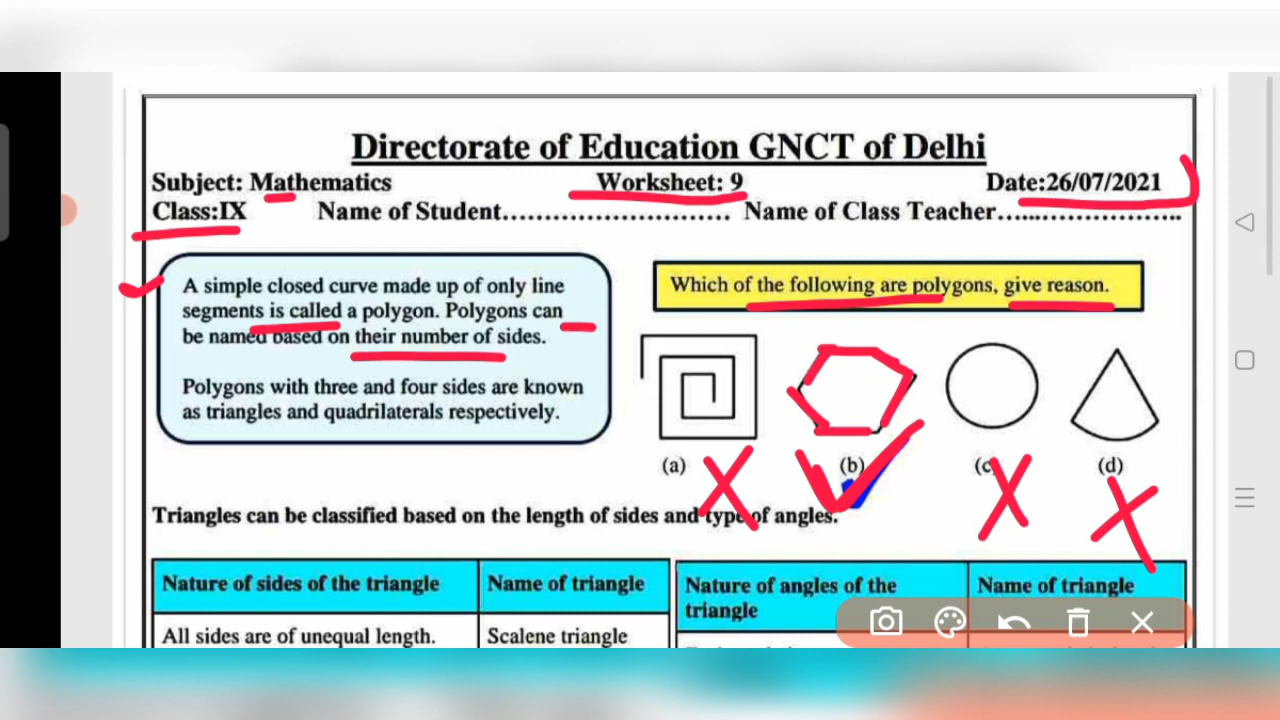 Directorate of Education GNCT of Delhi
Subject: Mathematics Worksheet: 9 Date:26/07/2021
Class:IX Name of Student........................... Name of Class Teacher......................
A simple closed curve made up of only line
segments is called a polygon. Polygons can
be named based on their number of sides.
Polygons with three and four sides are known
as triangles and quadrilaterals respectively.
Which of the following are polygons, give reason.
(a) (b) (c) (d)
Triangles can be classified based on the length of sides and type of angles.
Nature of sides of the triangle Name of triangle
All sides are of unequal length. Scalene triangle
Nature of angles of the Name of triangle
triangle